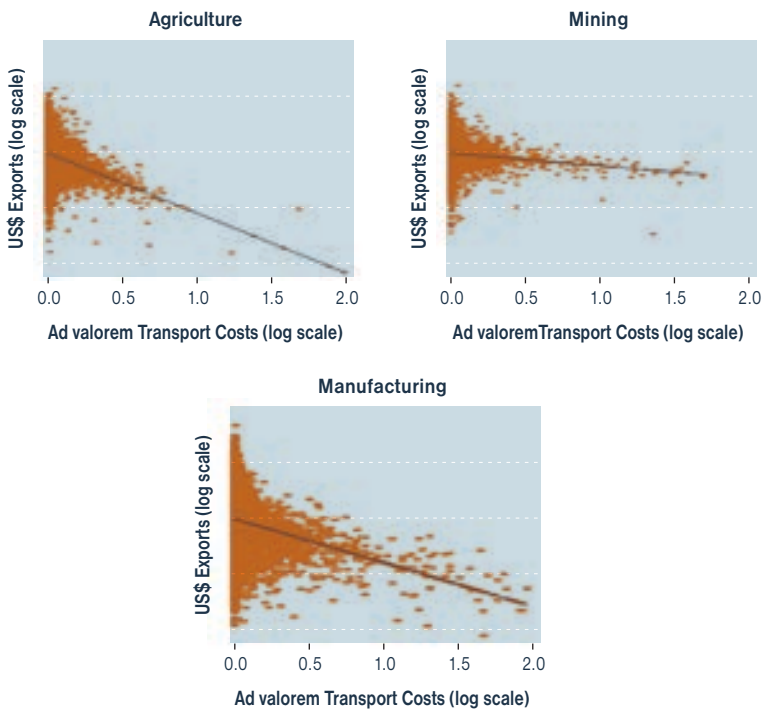 Agriculture
US$ Exports (log scale)
0.0 0.5 1.0 1.5 2.0
Ad valorem Transport Costs (log scale)
Mining
US$ Exports (log scale)
0.0 0.5 1.0 1.5 2.0
Ad valoremTransport Costs (log scale)
Manufacturing
US$ Exports (log scale)
0.0 0.5 1.0 1.5 2.0
Ad valorem Transport Costs (log scale)